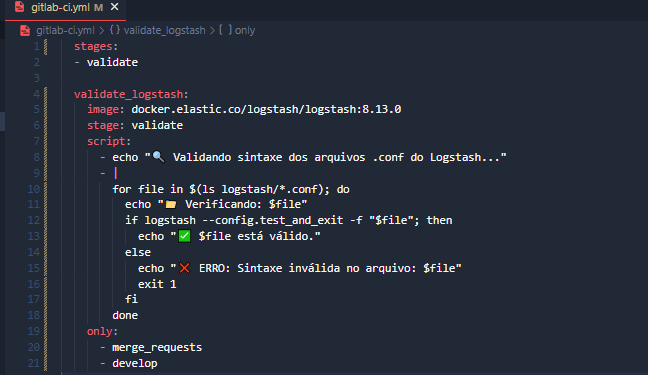 gitlab-ci.yml M ×
gitlab-ci.yml > {} validate_logstash > [ ] only
1 stages:
2 - validate
3
4 validate_logstash:
5 image: docker.elastic.co/logstash/logstash:8.13.0
6 stage: validate
7 script:
8 - echo "🔍 Validando sintaxe dos arquivos .conf do Logstash..."
9 - |
10 for file in $(ls logstash/*.conf); do
11 echo "📁 Verificando: $file"
12 if logstash --config.test_and_exit -f "$file"; then
13 echo "✅ $file está válido."
14 else
15 echo "❌ ERRO: Sintaxe inválida no arquivo: $file"
16 exit 1
17 fi
18 done
19 only:
20 - merge_requests
21 - develop